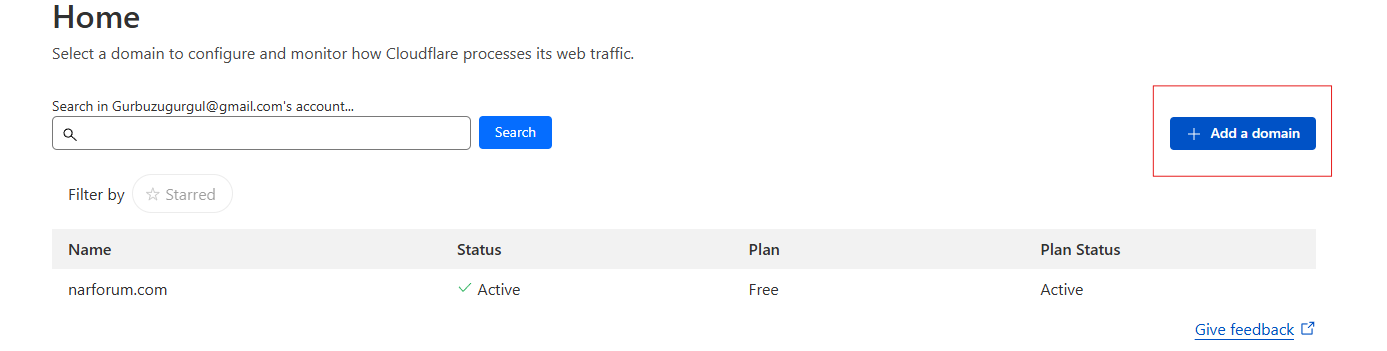 Home
Select a domain to configure and monitor how Cloudflare processes its web traffic.
Search in Gurbuzugurgul@gmail.com's account...
Search
+ Add a domain
Filter by ☆ Starred
Name Status Plan Plan Status
narforum.com ✓ Active Free Active
Give feedback